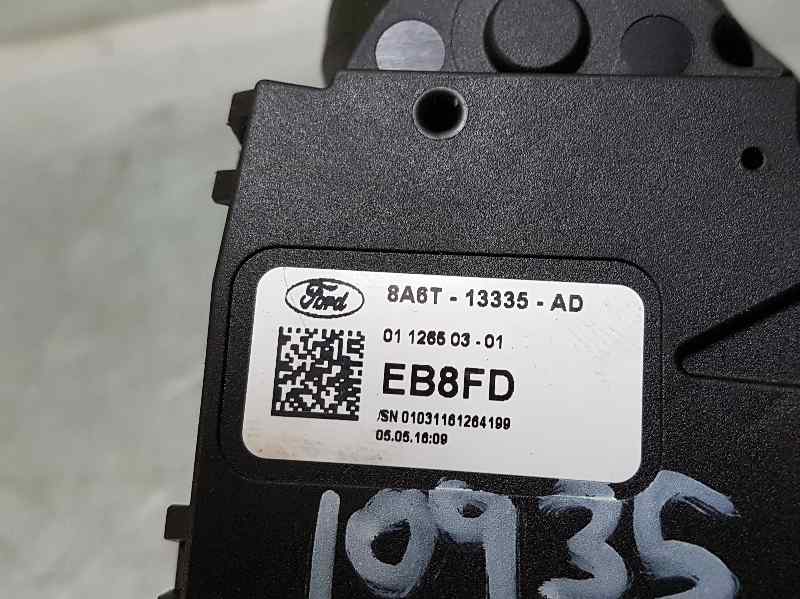 Ford
8A6T - 13335 - AD
01 1265 03 - 01
EB8FD
/SN 01031161264199
05.05.16:09
10935